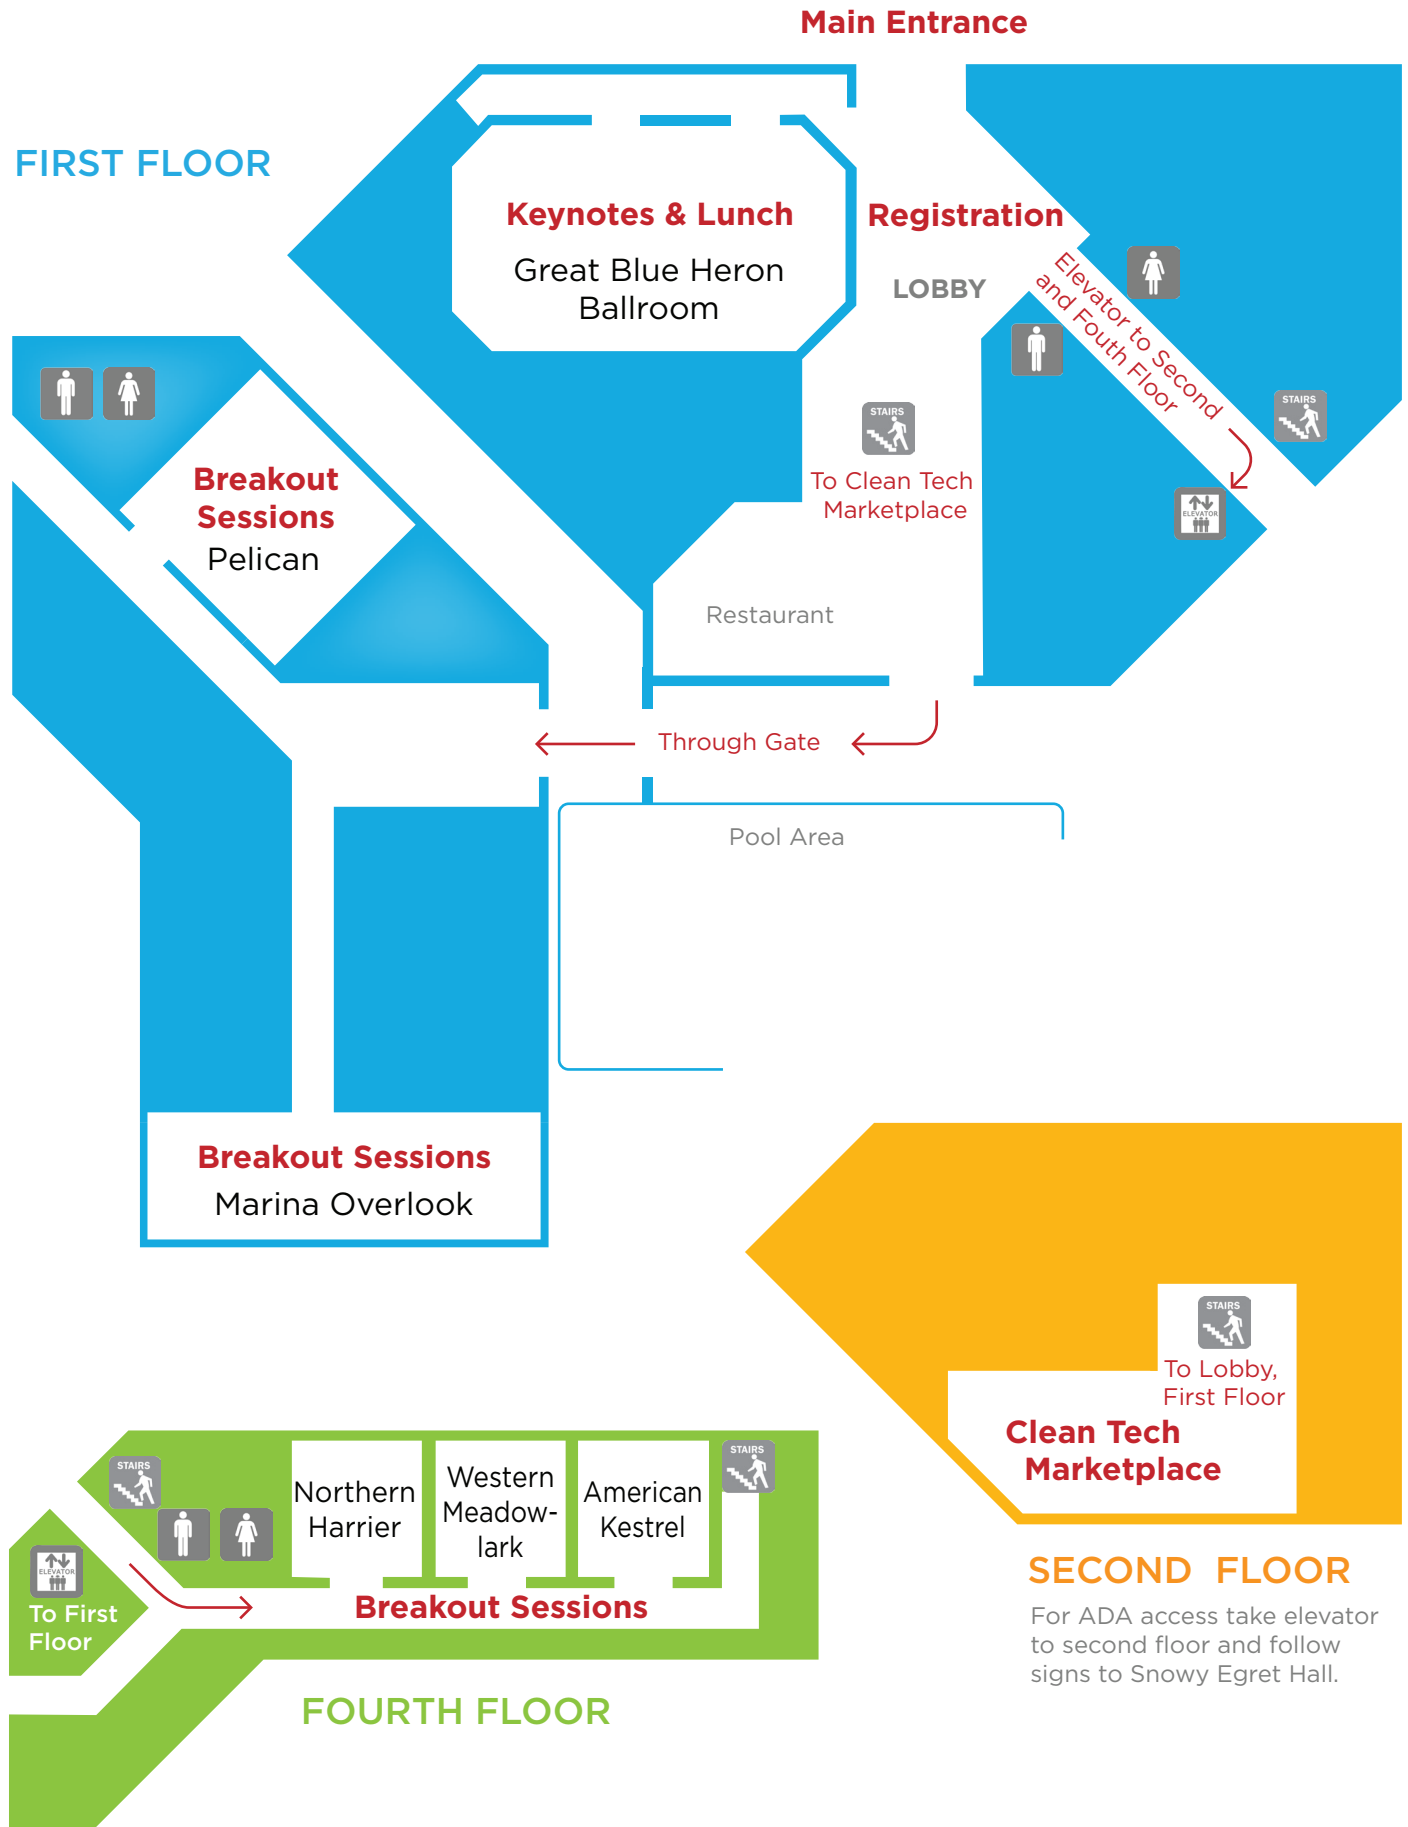 Main Entrance
FIRST FLOOR
Keynotes & Lunch
Great Blue Heron
Ballroom
Registration
LOBBY
Elevator to Second
and Fouth Floor
STAIRS
STAIRS
To Clean Tech
Marketplace
ELEVATOR
Breakout
Sessions
Pelican
Restaurant
Through Gate
Pool Area
Breakout Sessions
Marina Overlook
STAIRS
To Lobby,
First Floor
Clean Tech
Marketplace
SECOND FLOOR
For ADA access take elevator
to second floor and follow
signs to Snowy Egret Hall.
STAIRS
Northern
Harrier
Western
Meadow-
lark
American
Kestrel
STAIRS
ELEVATOR
To First
Floor
Breakout Sessions
FOURTH FLOOR